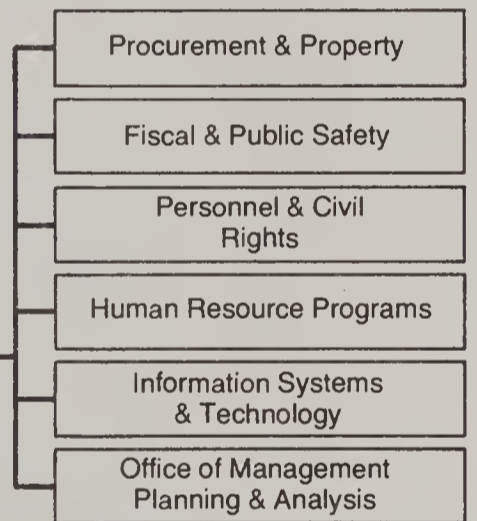 Procurement & Property
Fiscal & Public Safety
Personnel & Civil
Rights
Human Resource Programs
Information Systems
& Technology
Office of Management
Planning & Analysis